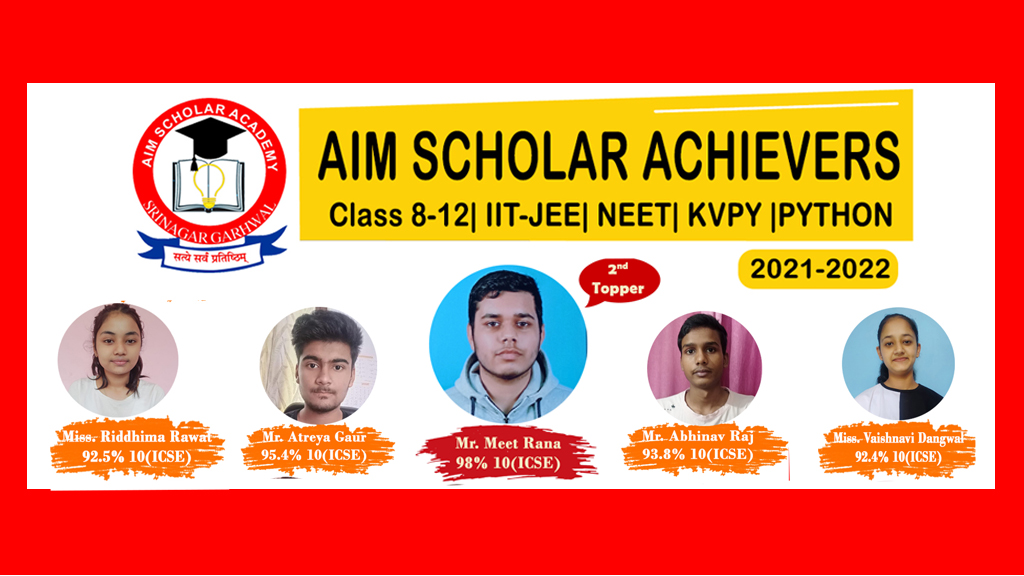 AIM SCHOLAR ACADEMY
SRINAGAR GARHWAL
सत्ये सर्व प्रतिष्ठिम्
AIM SCHOLAR ACHIEVERS
Class 8-12| IIT-JEE| NEET| KVPY |PYTHON
2021-2022
2nd
Topper
Miss. Riddhima Rawat
92.5% 10(ICSE)
Mr. Atreya Gaur
95.4% 10(ICSE)
Mr. Meet Rana
98% 10(ICSE)
Mr. Abhinav Raj
93.8% 10(ICSE)
Miss. Vaishnavi Dangwal
92.4% 10(ICSE)